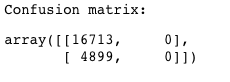 Confusion matrix:
array([[16713,     0],
       [ 4899,     0]])